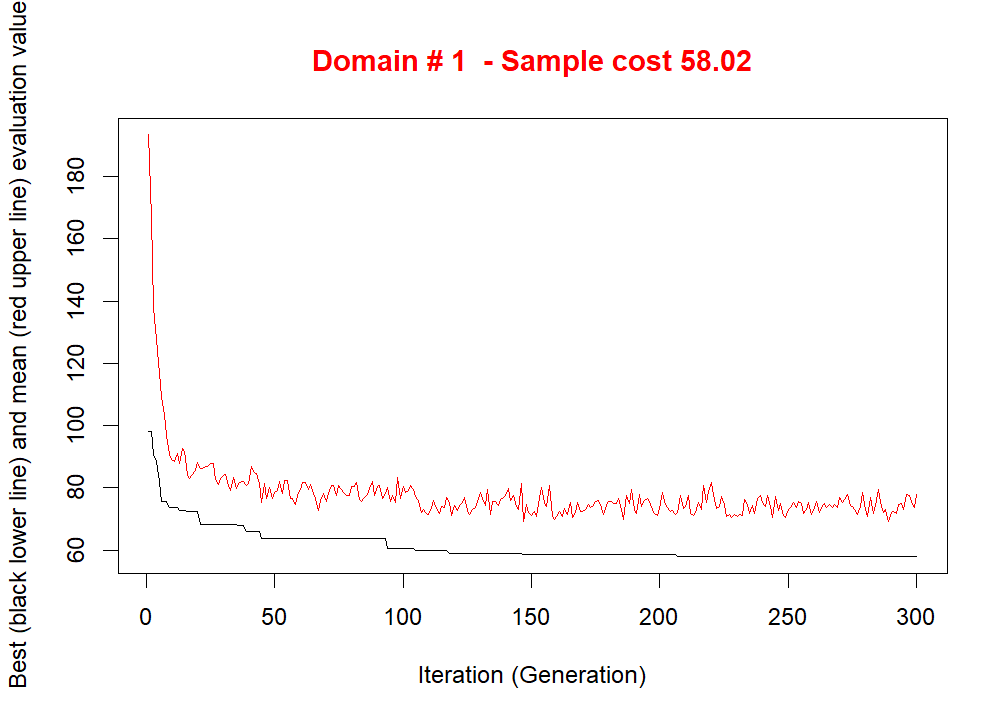 Domain # 1  - Sample cost 58.02
Best (black lower line) and mean (red upper line) evaluation value
180
160
140
120
100
80
60
0 50 100 150 200 250 300
Iteration (Generation)